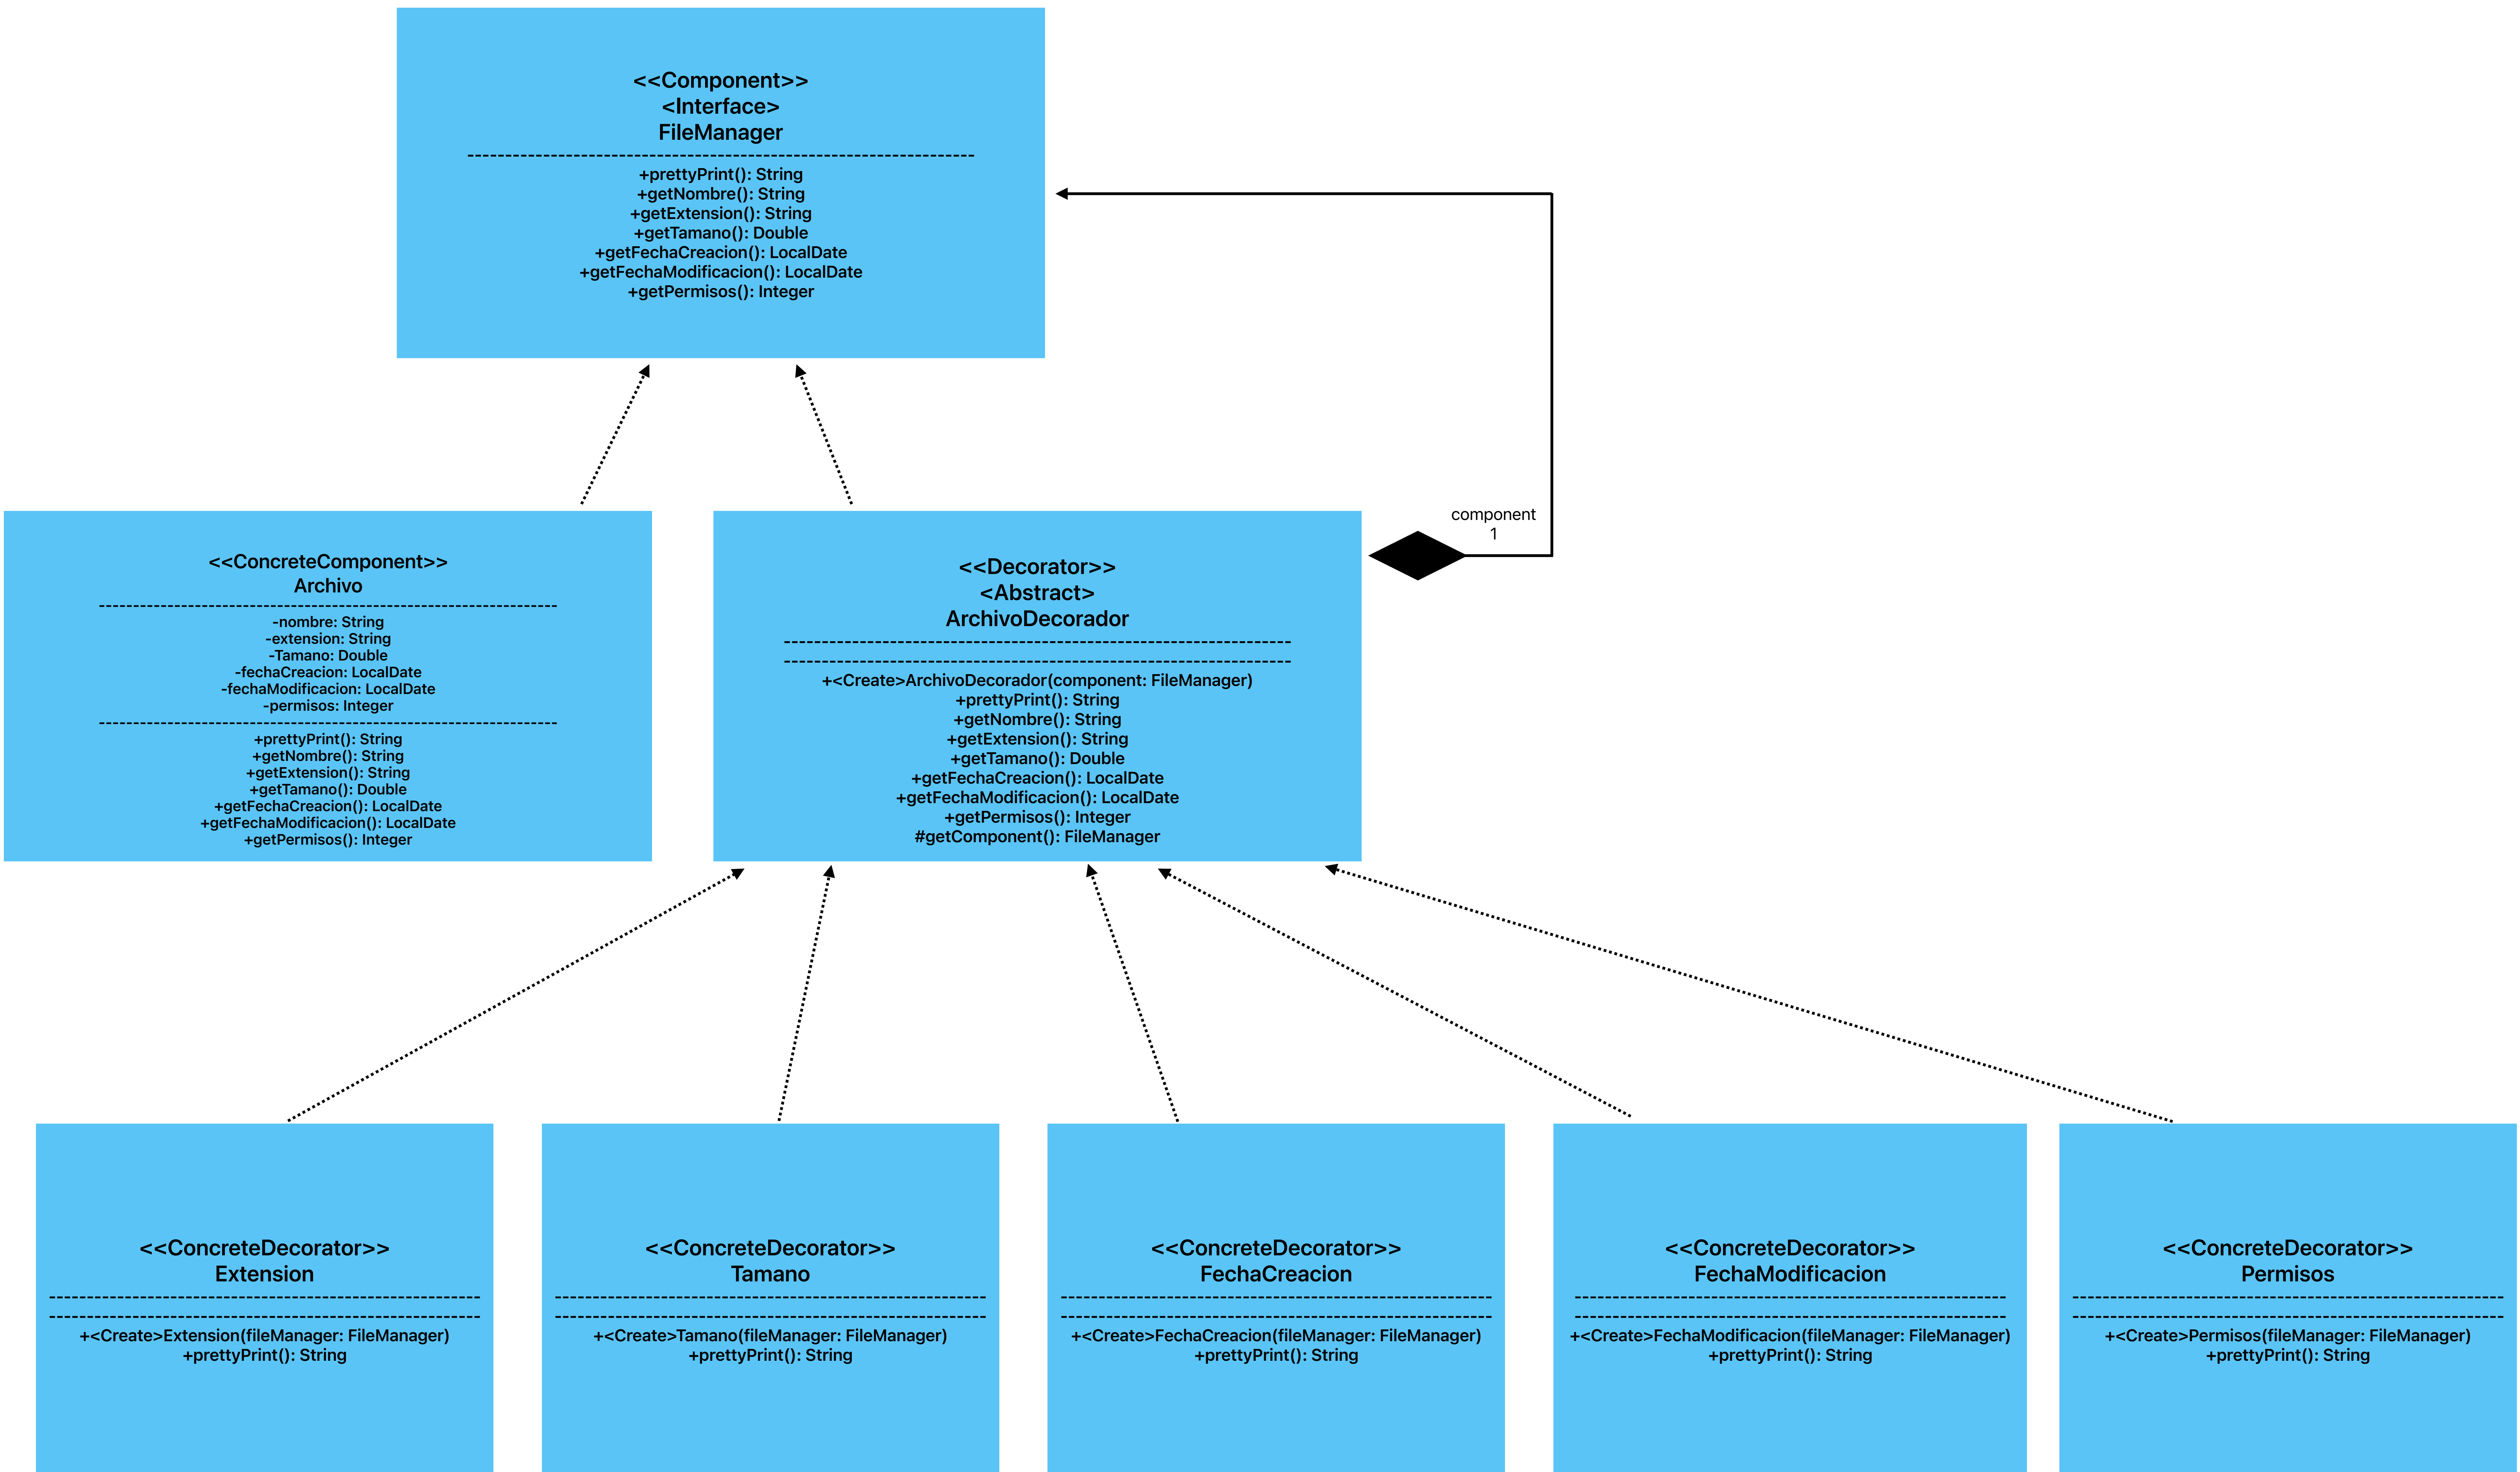 <<Component>>
<Interface>
FileManager
--------------------------------------------------------------------
+prettyPrint(): String
+getNombre(): String
+getExtension(): String
+getTamano(): Double
+getFechaCreacion(): LocalDate
+getFechaModificacion(): LocalDate
+getPermisos(): Integer
component
1
<<ConcreteComponent>>
Archivo
--------------------------------------------------------------------
-nombre: String
-extension: String
-Tamano: Double
-fechaCreacion: LocalDate
-fechaModificacion: LocalDate
-permisos: Integer
--------------------------------------------------------------------
+prettyPrint(): String
+getNombre(): String
+getExtension(): String
+getTamano(): Double
+getFechaCreacion(): LocalDate
+getFechaModificacion(): LocalDate
+getPermisos(): Integer
<<Decorator>>
<Abstract>
ArchivoDecorador
--------------------------------------------------------------------
--------------------------------------------------------------------
+<Create>ArchivoDecorador(component: FileManager)
+prettyPrint(): String
+getNombre(): String
+getExtension(): String
+getTamano(): Double
+getFechaCreacion(): LocalDate
+getFechaModificacion(): LocalDate
+getPermisos(): Integer
#getComponent(): FileManager
<<ConcreteDecorator>>
Extension
----------------------------------------------------------
----------------------------------------------------------
+<Create>Extension(fileManager: FileManager)
+prettyPrint(): String
<<ConcreteDecorator>>
Tamano
----------------------------------------------------------
----------------------------------------------------------
+<Create>Tamano(fileManager: FileManager)
+prettyPrint(): String
<<ConcreteDecorator>>
FechaCreacion
----------------------------------------------------------
----------------------------------------------------------
+<Create>FechaCreacion(fileManager: FileManager)
+prettyPrint(): String
<<ConcreteDecorator>>
FechaModificacion
----------------------------------------------------------
----------------------------------------------------------
+<Create>FechaModificacion(fileManager: FileManager)
+prettyPrint(): String
<<ConcreteDecorator>>
Permisos
----------------------------------------------------------
----------------------------------------------------------
+<Create>Permisos(fileManager: FileManager)
+prettyPrint(): String